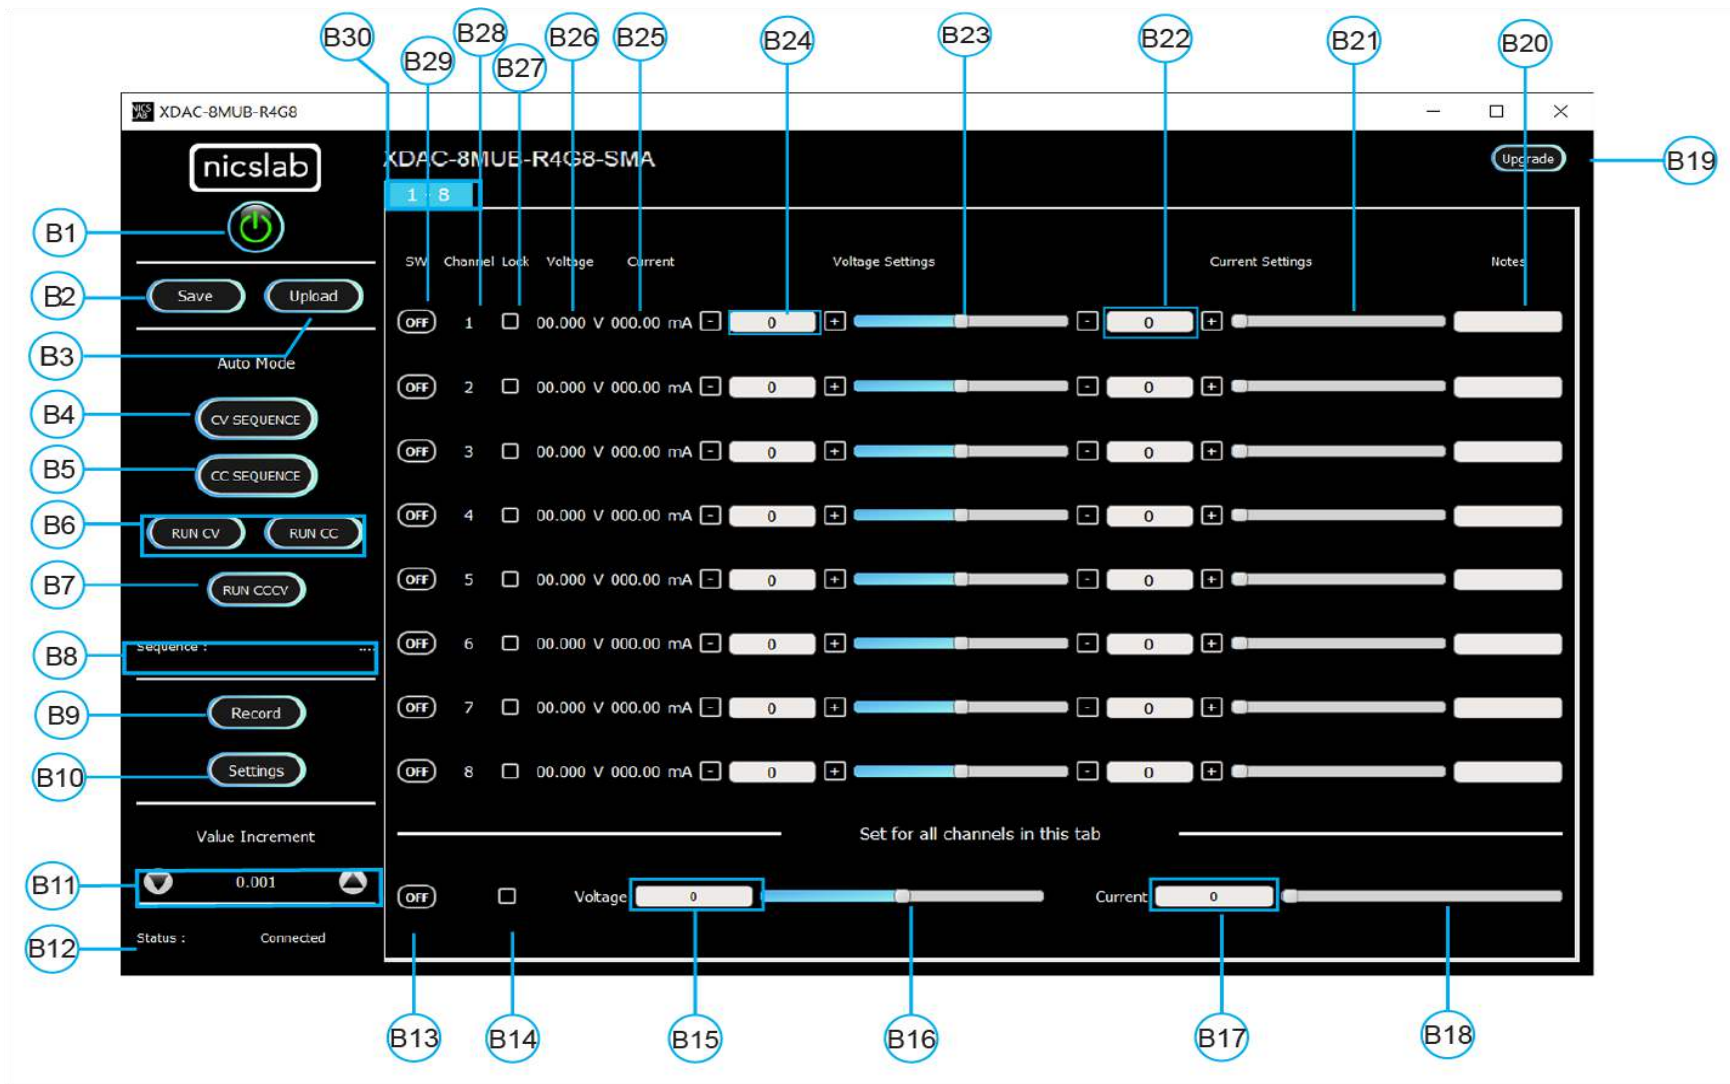 B30
B29
B28
B27
B26
B25
B24
B23
B22
B21
B20
NICS LAB XDAC-8MUB-R4G8
nicslab
XDAC-8MUB-R4G8-SMA
Upgrade
B19
1 - 8
B1
SW Channel Lock Voltage Current Voltage Settings Current Settings Notes
B2
Save Upload
B3
Auto Mode
B4
CV SEQUENCE
B5
CC SEQUENCE
B6
RUN CV RUN CC
B7
RUN CCCV
B8
Sequence : ....
B9
Record
B10
Settings
Value Increment
B11
0.001
B12
Status : Connected
OFF 1 00.000 V 000.00 mA - 0 + - 0 +
OFF 2 00.000 V 000.00 mA - 0 + - 0 +
OFF 3 00.000 V 000.00 mA - 0 + - 0 +
OFF 4 00.000 V 000.00 mA - 0 + - 0 +
OFF 5 00.000 V 000.00 mA - 0 + - 0 +
OFF 6 00.000 V 000.00 mA - 0 + - 0 +
OFF 7 00.000 V 000.00 mA - 0 + - 0 +
OFF 8 00.000 V 000.00 mA - 0 + - 0 +
Set for all channels in this tab
OFF Voltage 0 Current 0
B13
B14
B15
B16
B17
B18